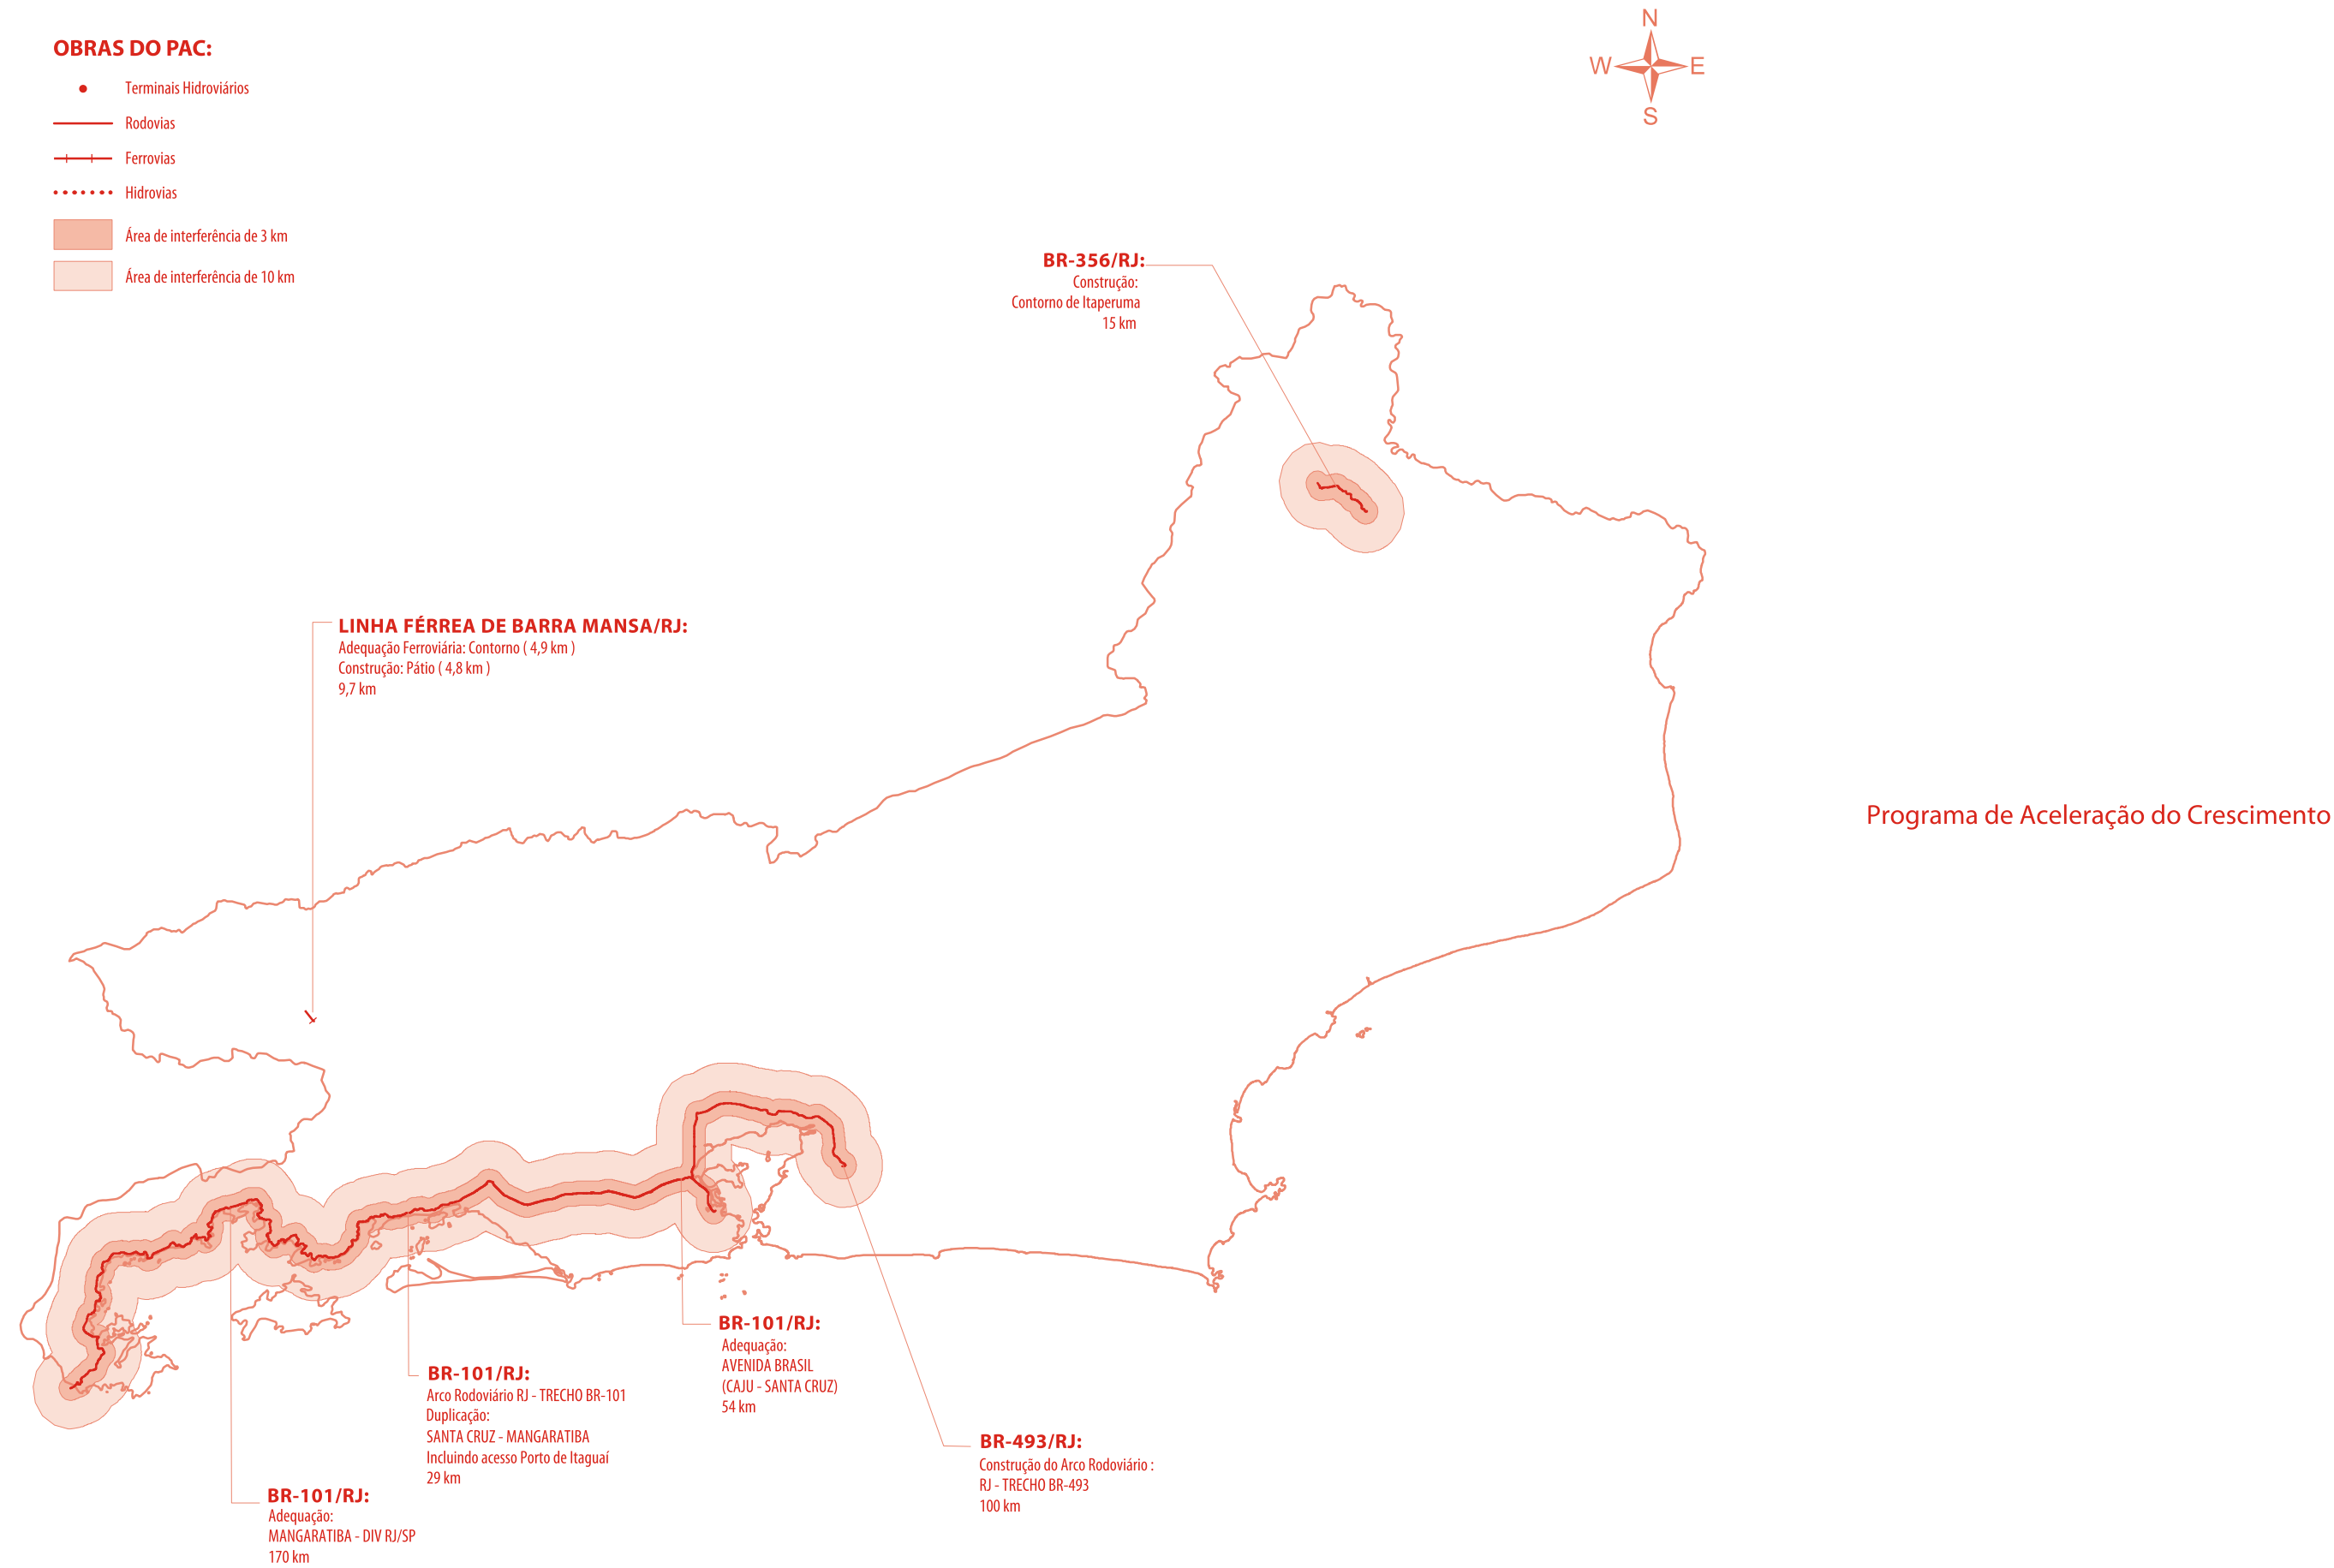 OBRAS DO PAC:
Terminais Hidroviários
Rodovias
Ferrovias
Hidrovias
Área de interferência de 3 km
Área de interferência de 10 km
N
W E
S
BR-356/RJ:
Construção:
Contorno de Itaperuma
15 km
LINHA FÉRREA DE BARRA MANSA/RJ:
Adequação Ferroviária: Contorno ( 4,9 km )
Construção: Pátio ( 4,8 km )
9,7 km
Programa de Aceleração do Crescimento
BR-101/RJ:
Adequação:
AVENIDA BRASIL
(CAJU - SANTA CRUZ)
54 km
BR-101/RJ:
Arco Rodoviário RJ - TRECHO BR-101
Duplicação:
SANTA CRUZ - MANGARATIBA
Incluindo acesso Porto de Itaguaí
29 km
BR-493/RJ:
Construção do Arco Rodoviário :
RJ - TRECHO BR-493
100 km
BR-101/RJ:
Adequação:
MANGARATIBA - DIV RJ/SP
170 km